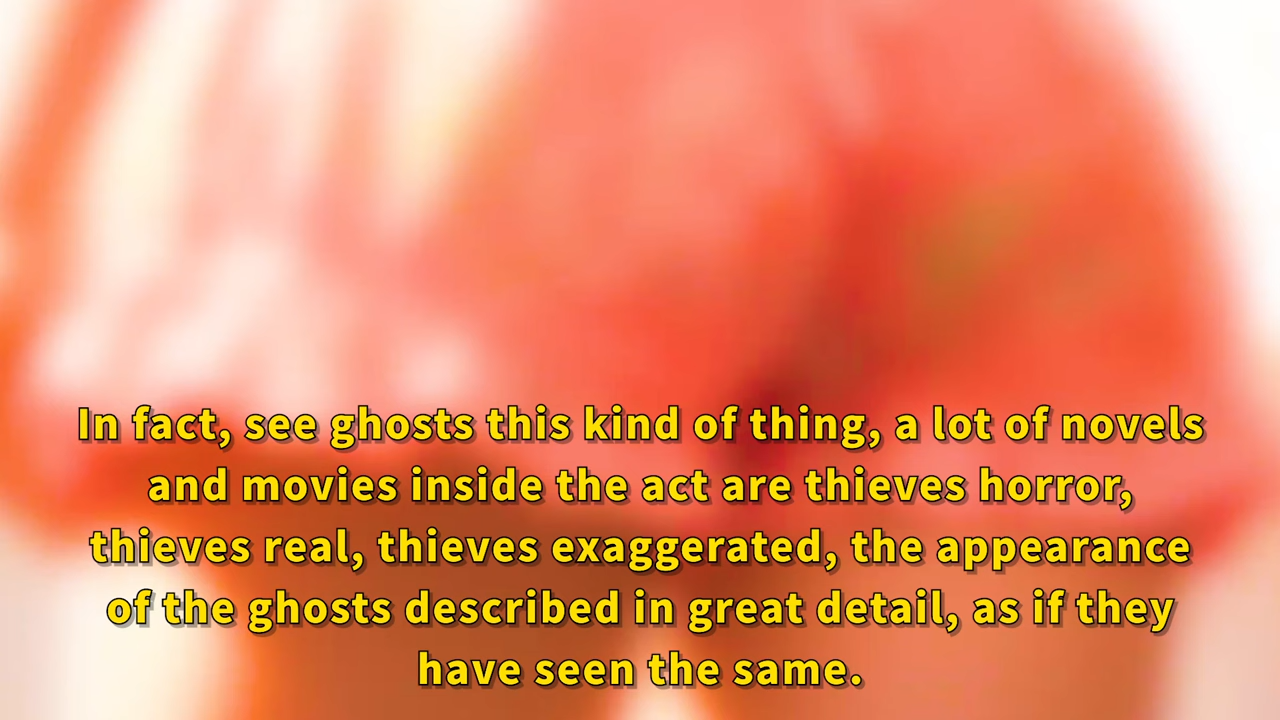 In fact, see ghosts this kind of thing, a lot of novels
and movies inside the act are thieves horror,
thieves real, thieves exaggerated, the appearance
of the ghosts described in great detail, as if they
have seen the same.